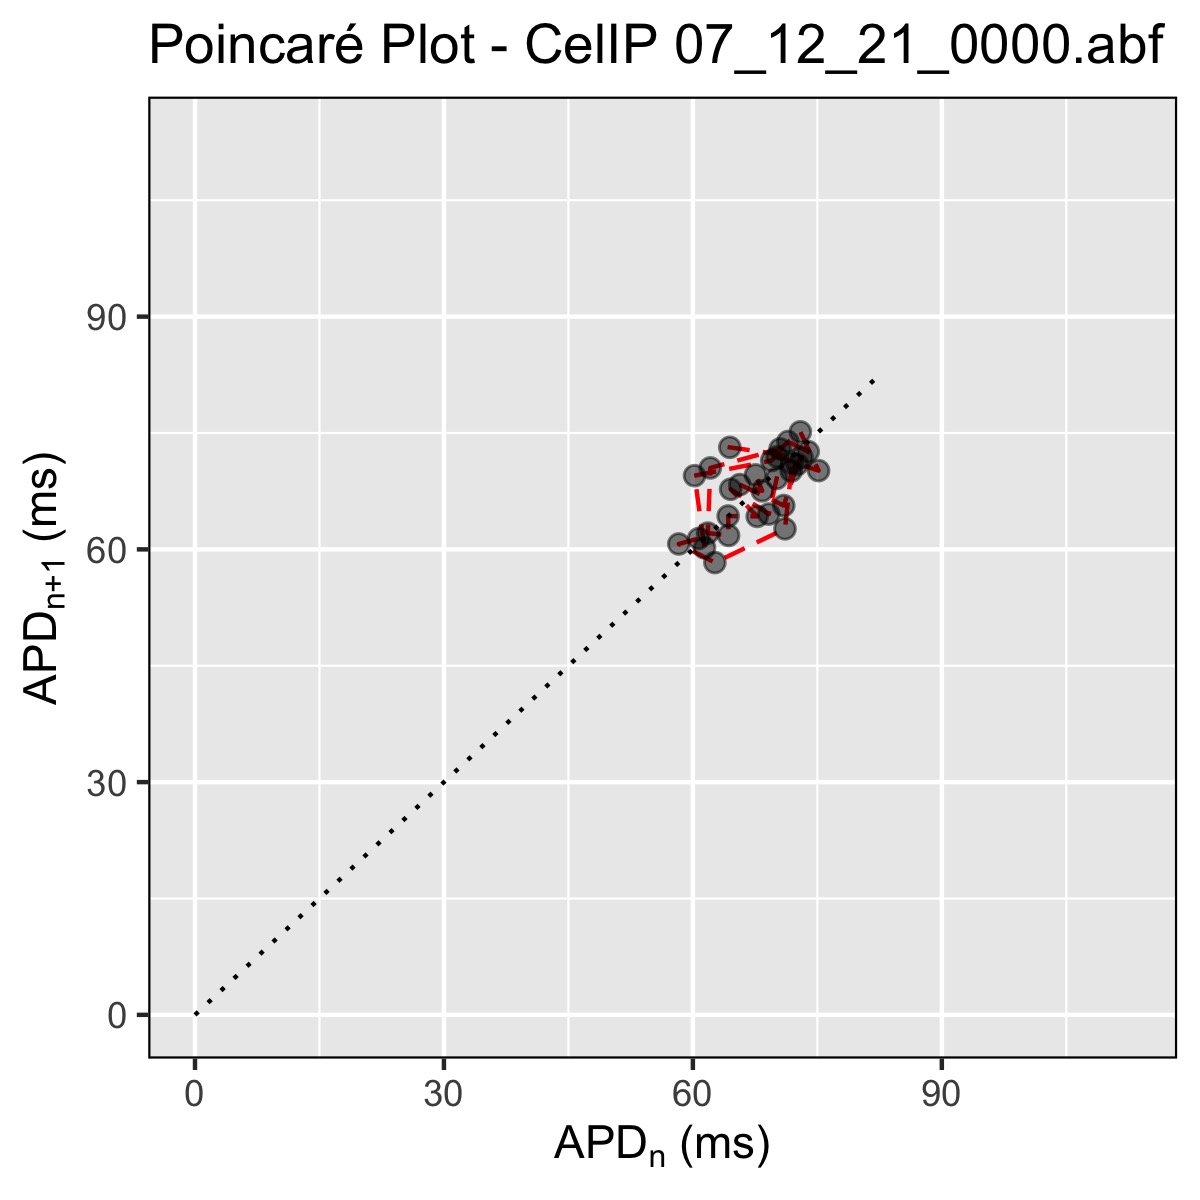 Poincaré Plot - CellP 07_12_21_0000.abf
APDn+1 (ms)
90
60
30
0
0 30 60 90
APDn (ms)